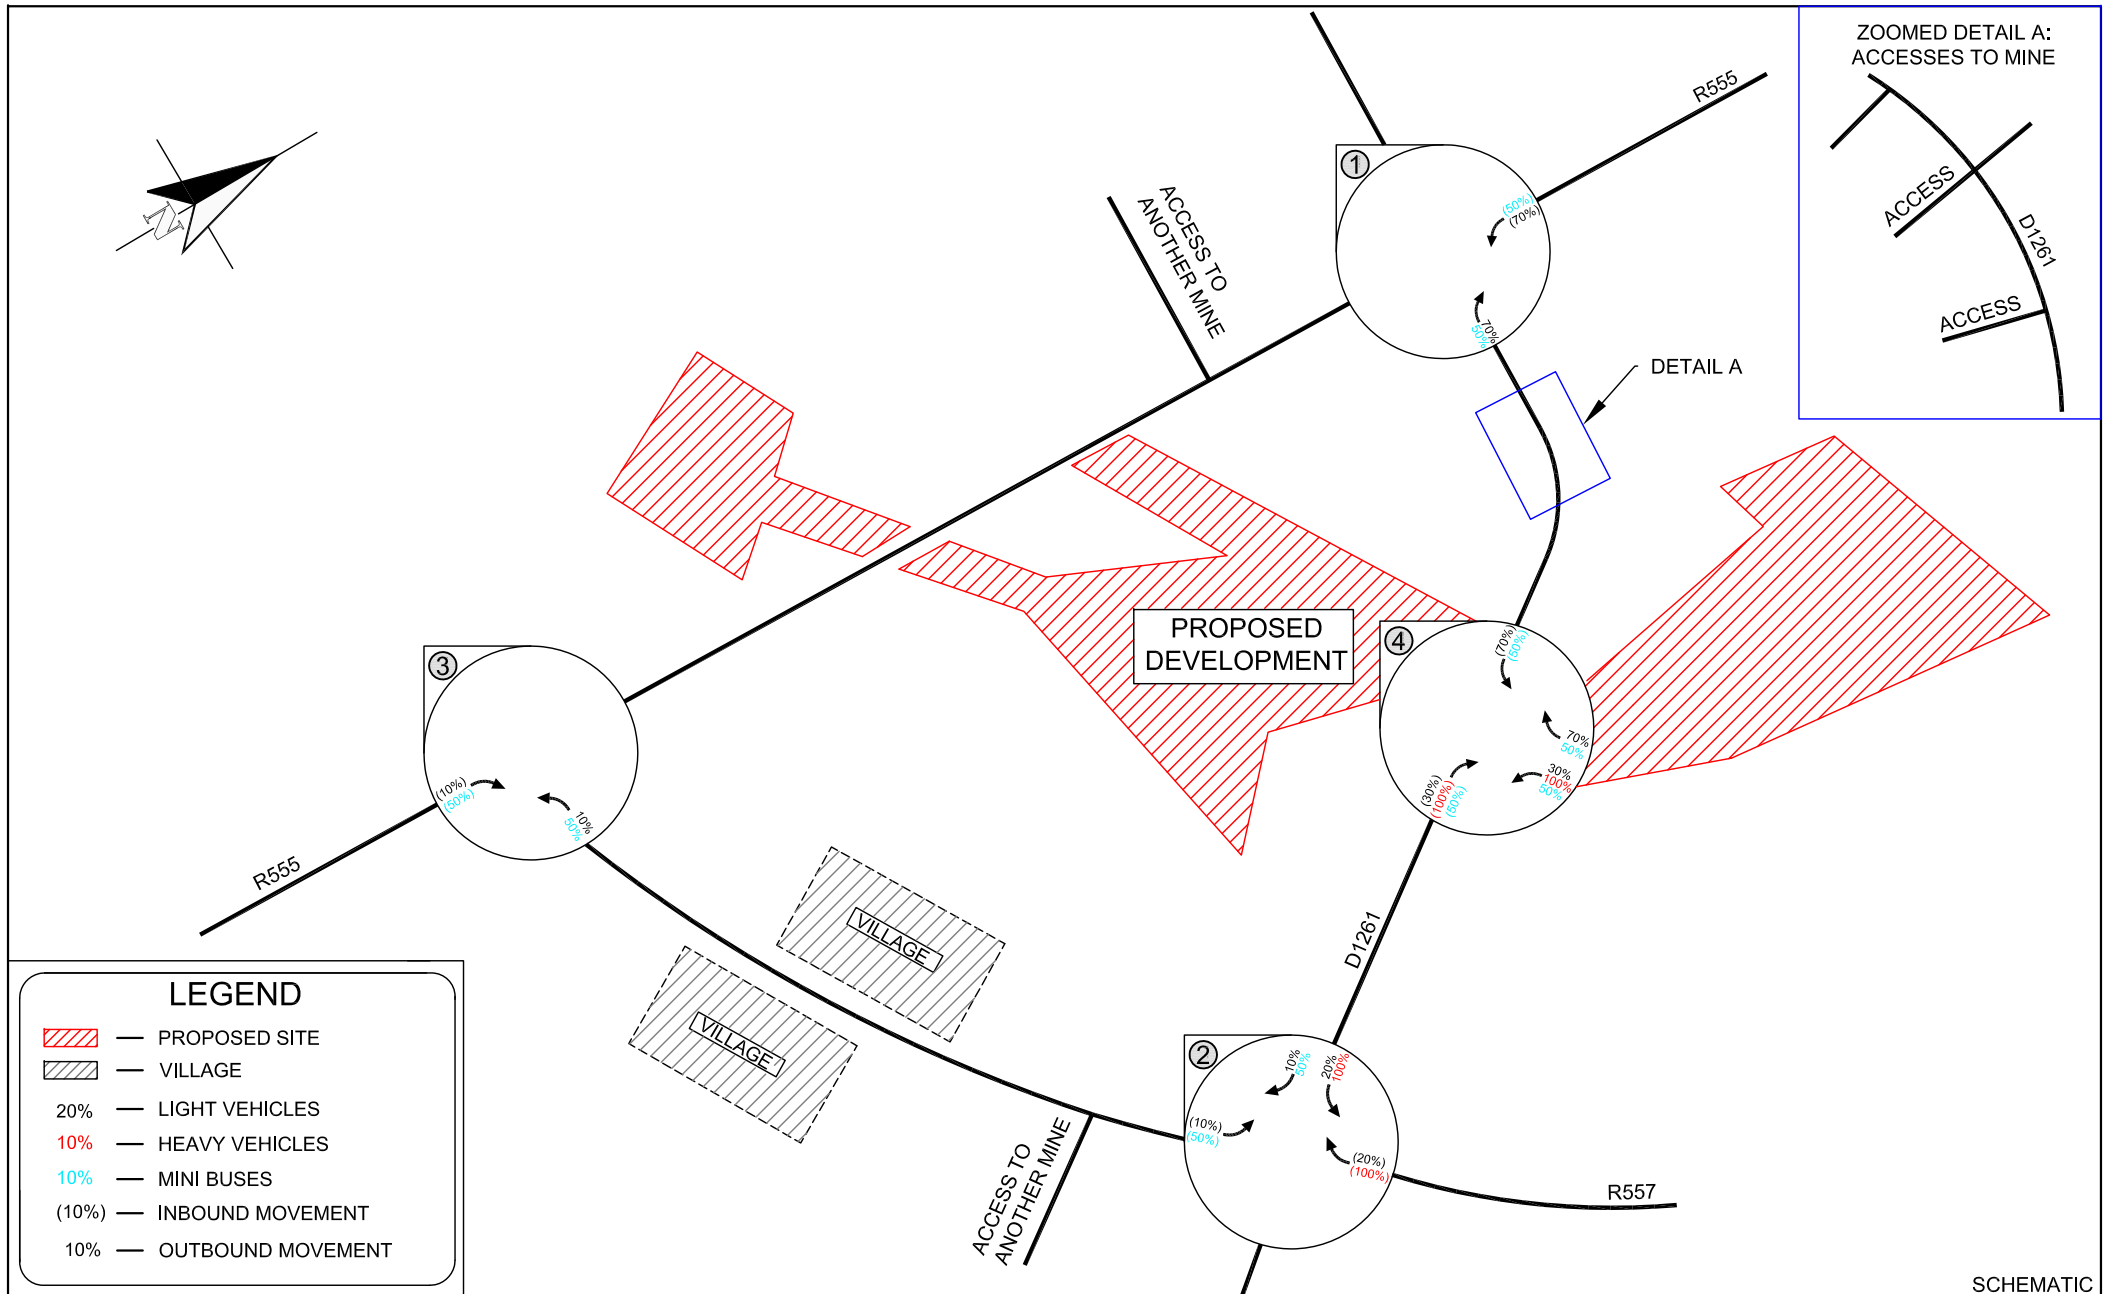 ZOOMED DETAIL A:
ACCESSES TO MINE
ACCESS
ACCESS
D1261
R555
N
1
(50%)
(70%)
70%
50%
ACCESS TO
ANOTHER MINE
DETAIL A
PROPOSED
DEVELOPMENT
4
(70%)
(50%)
70%
50%
30%
100%
50%
(30%)
(100%)
(50%)
3
(10%)
(50%)
10%
50%
R555
VILLAGE
VILLAGE
D1261
2
10%
50%
20%
100%
(10%)
(50%)
(20%)
(100%)
R557
ACCESS TO
ANOTHER MINE
LEGEND
PROPOSED SITE
VILLAGE
20% LIGHT VEHICLES
10% HEAVY VEHICLES
10% MINI BUSES
(10%) INBOUND MOVEMENT
10% OUTBOUND MOVEMENT
SCHEMATIC